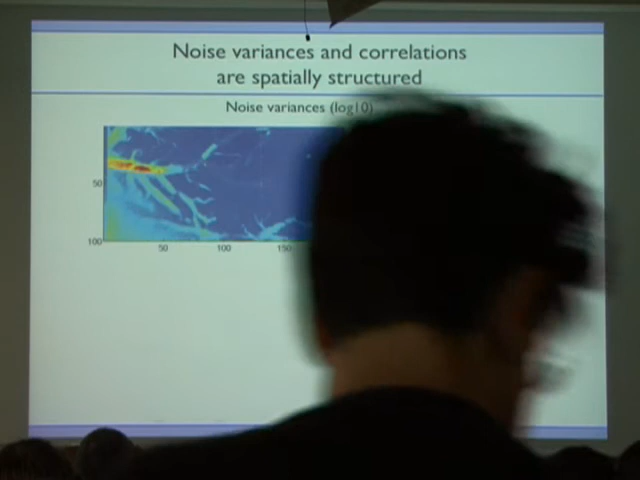 Noise variances and correlations
are spatially structured
Noise variances (log10)
50
100
50
100
150